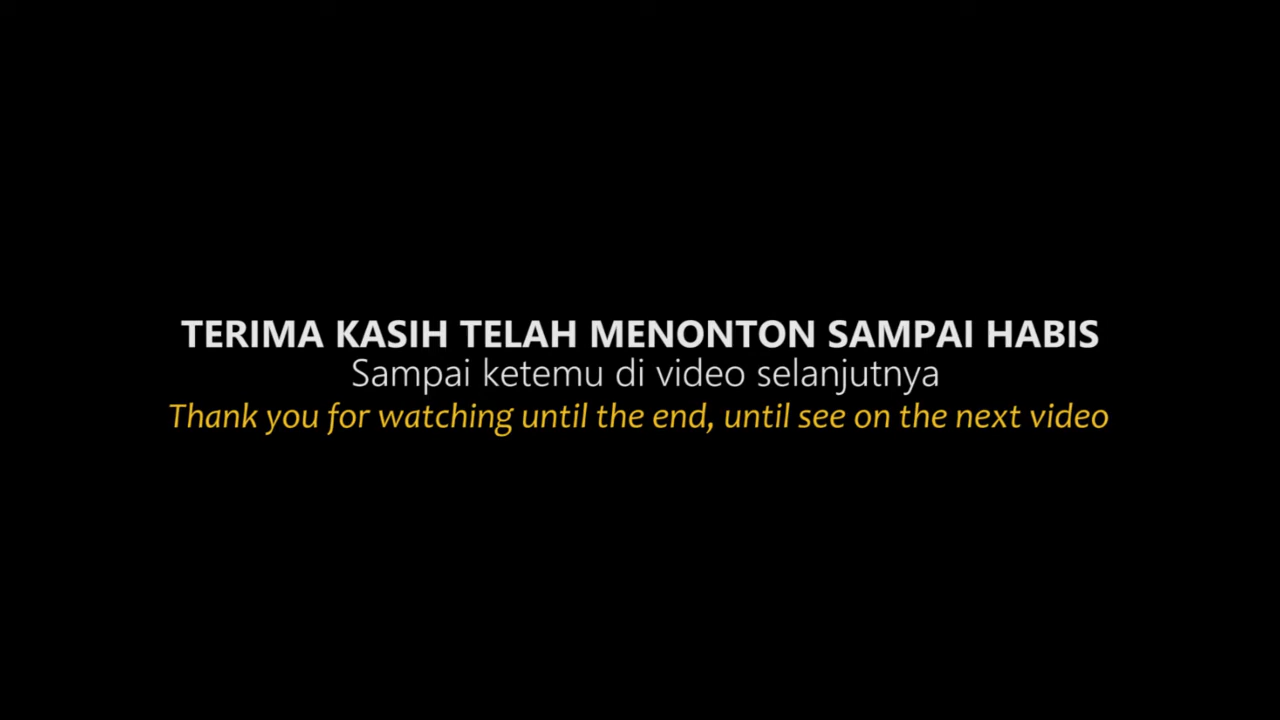 TERIMA KASIH TELAH MENONTON SAMPAI HABIS
Sampai ketemu di video selanjutnya
Thank you for watching until the end, until see on the next video